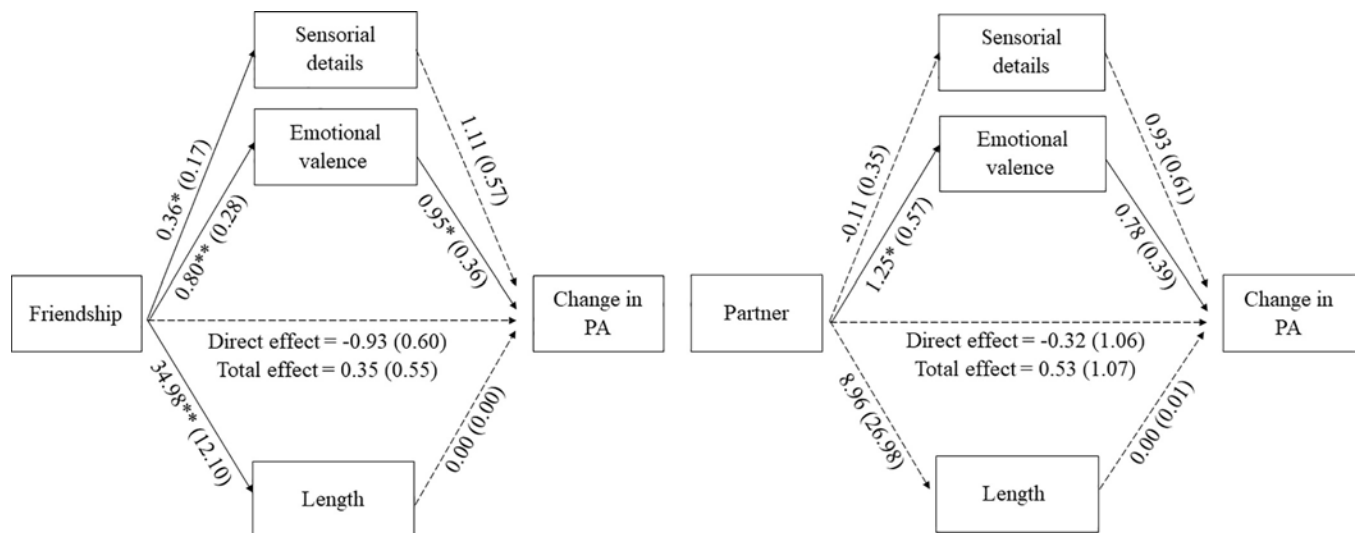 Sensorial
details
Emotional
valence
0.36* (0.17)
0.80** (0.28)
1.11 (0.57)
0.95* (0.36)
Friendship
Direct effect = -0.93 (0.60)
Total effect = 0.35 (0.55)
Change in
PA
34.98** (12.10)
0.00 (0.00)
Length
Sensorial
details
Emotional
valence
-0.11 (0.35)
1.25* (0.57)
0.93 (0.61)
0.78 (0.39)
Partner
Direct effect = -0.32 (1.06)
Total effect = 0.53 (1.07)
Change in
PA
8.96 (26.98)
0.00 (0.01)
Length